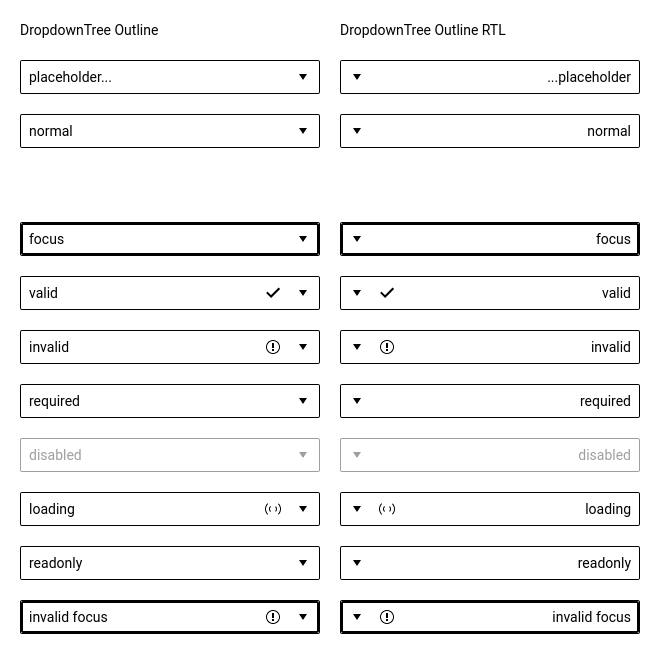 DropdownTree Outline
DropdownTree Outline RTL
placeholder...
...placeholder
normal
normal
focus
focus
valid
valid
invalid
invalid
required
required
disabled
disabled
loading
loading
readonly
readonly
invalid focus
invalid focus